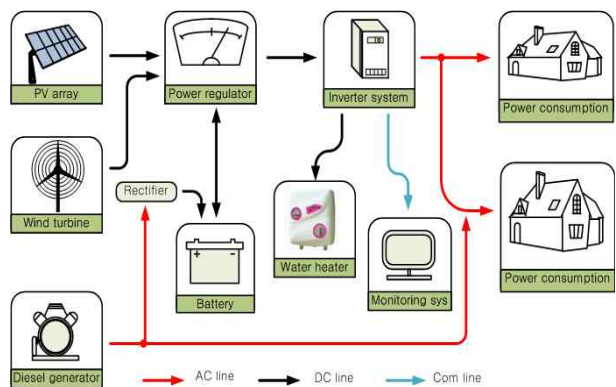 PV array
Power regulator
Inverter system
Power consumption
Wind turbine
Rectifier
Battery
Water heater
Monitoring sys
Power consumption
Diesel generator
AC line
DC line
Com line